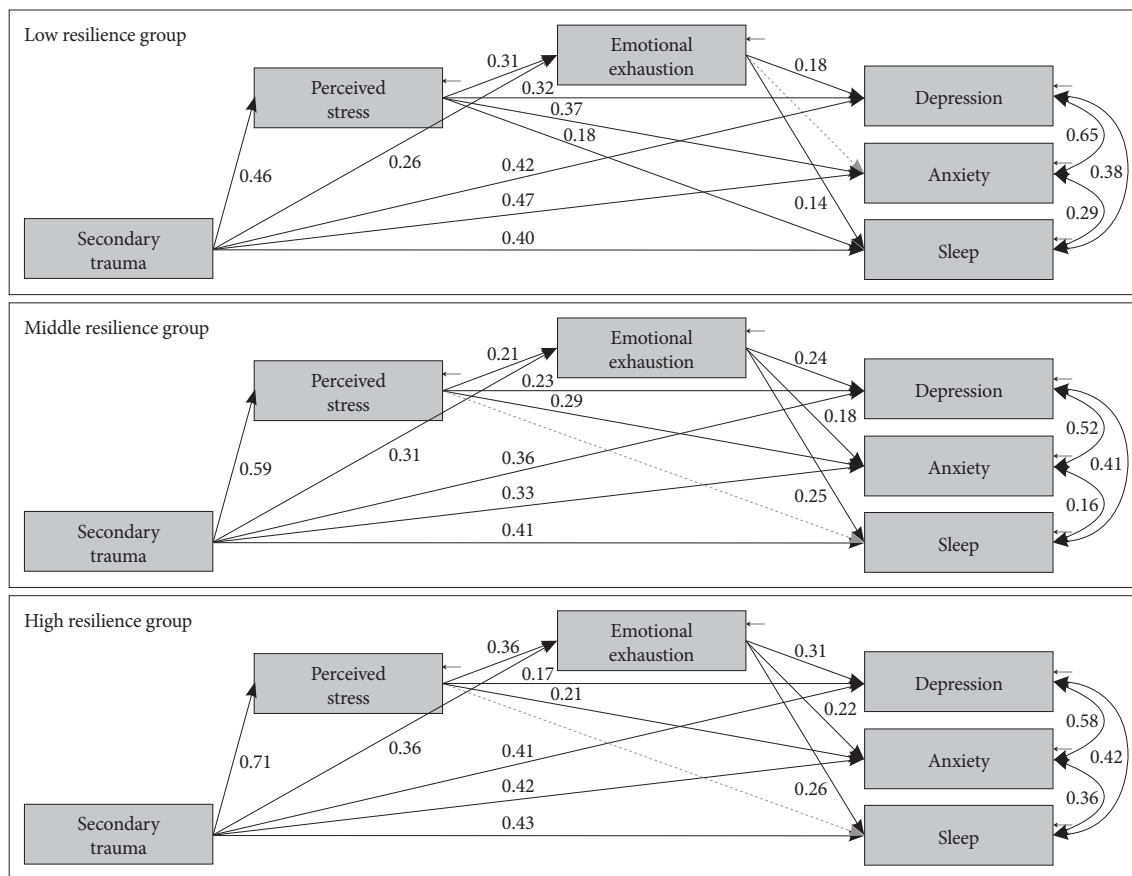 Low resilience group
Emotional
exhaustion
0.31
0.18
Perceived
stress
0.32
Depression
0.37
0.18
0.65
0.26
0.42
0.38
Anxiety
0.46
0.47
0.14
0.29
Secondary
trauma
0.40
Sleep
Middle resilience group
Emotional
exhaustion
0.21
0.24
Perceived
stress
0.23
Depression
0.29
0.18
0.52
0.31
0.36
0.41
Anxiety
0.59
0.33
0.25
0.16
Secondary
trauma
0.41
Sleep
High resilience group
Emotional
exhaustion
0.36
0.31
Perceived
stress
0.17
Depression
0.21
0.22
0.58
0.36
0.41
0.42
Anxiety
0.71
0.42
0.26
0.36
Secondary
trauma
0.43
Sleep